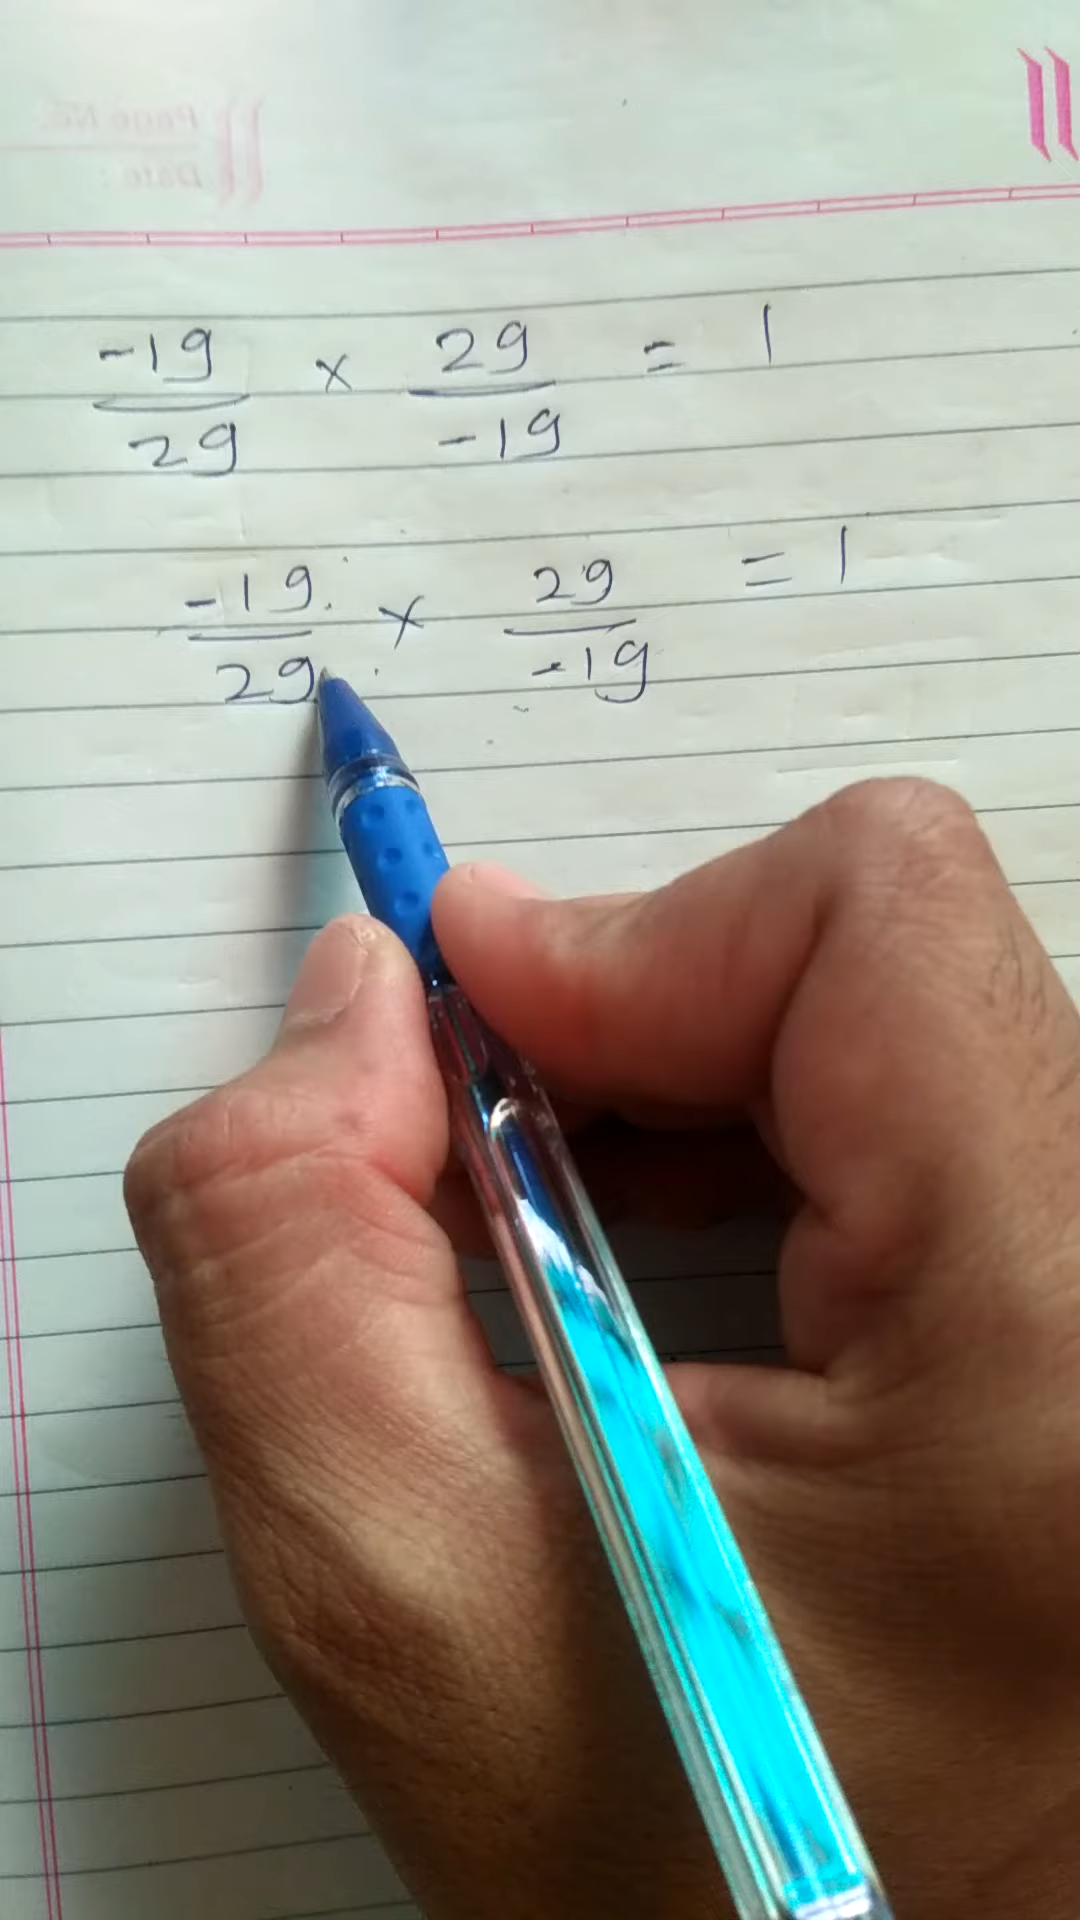 -19/29 × 29/-19 = 1
-19/29 × 29/-19 = 1